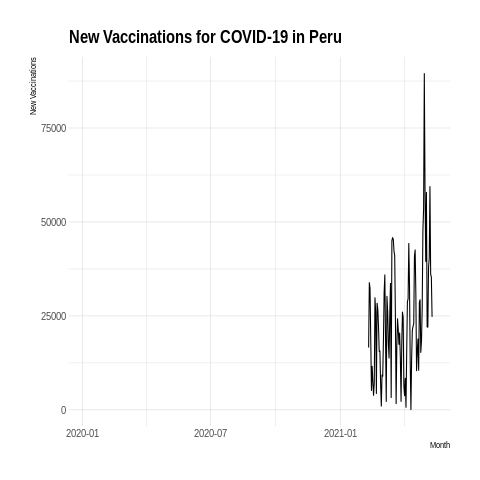 New Vaccinations for COVID-19 in Peru
New Vaccinations
75000
50000
25000
0
2020-01
2020-07
2021-01
Month